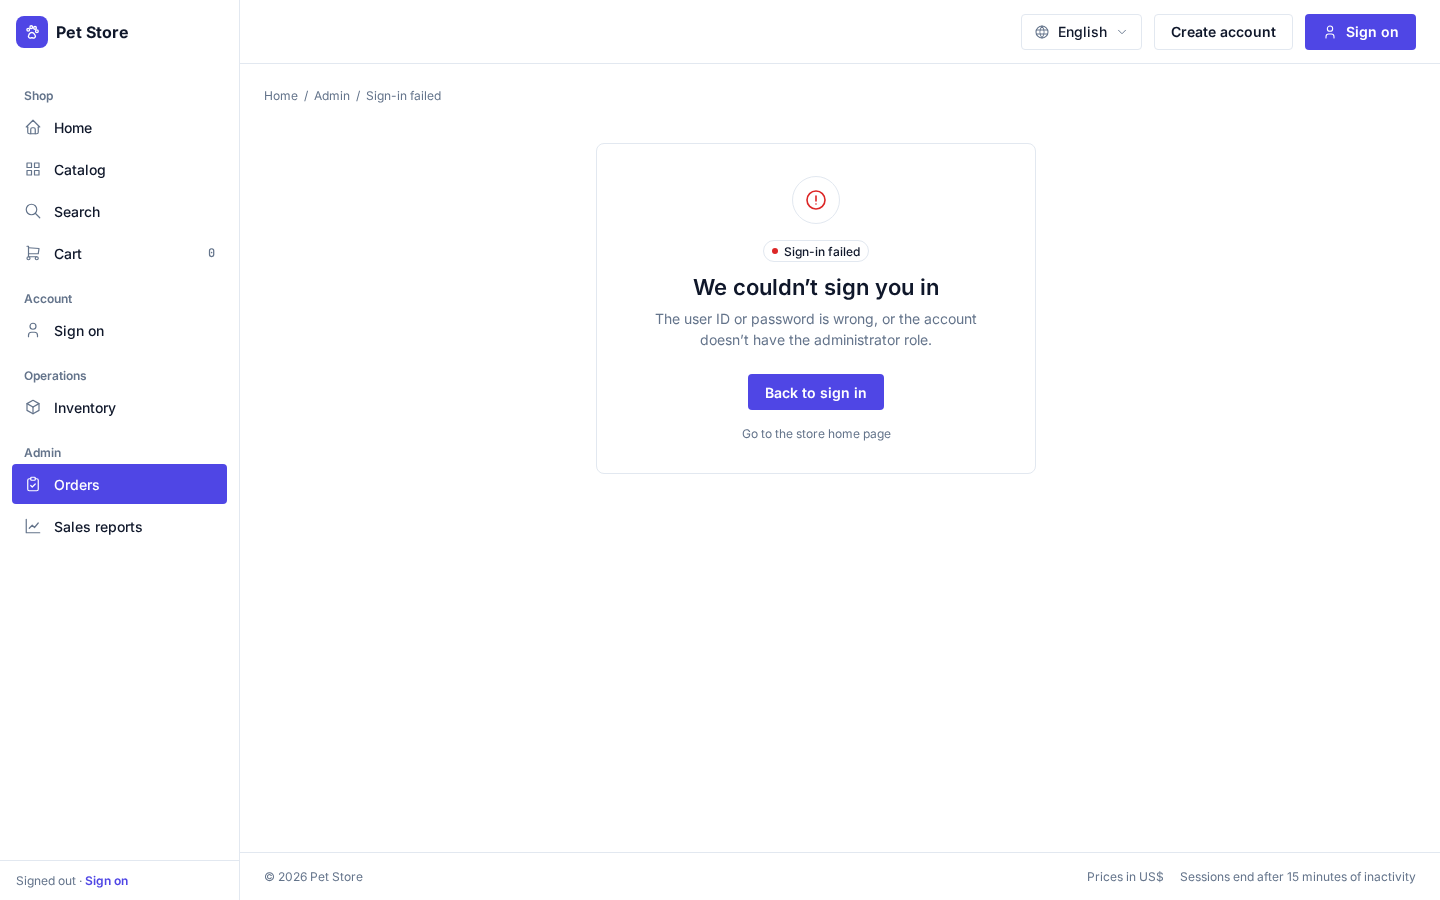 Pet Store
English
Create account
Sign on
Shop
Home
Catalog
Search
Cart 0
Account
Sign on
Operations
Inventory
Admin
Orders
Sales reports
Signed out · Sign on
Home / Admin / Sign-in failed
Sign-in failed
We couldn’t sign you in
The user ID or password is wrong, or the account
doesn’t have the administrator role.
Back to sign in
Go to the store home page
© 2026 Pet Store
Prices in US$
Sessions end after 15 minutes of inactivity